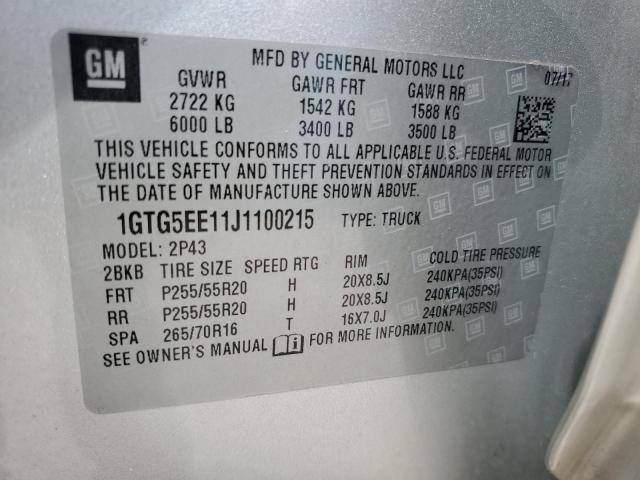 GM
MFD BY GENERAL MOTORS LLC 07/17
GVWR GAWR FRT GAWR RR
2722 KG 1542 KG 1588 KG
6000 LB 3400 LB 3500 LB
THIS VEHICLE CONFORMS TO ALL APPLICABLE U.S. FEDERAL MOTOR
VEHICLE SAFETY AND THEFT PREVENTION STANDARDS IN EFFECT ON
THE DATE OF MANUFACTURE SHOWN ABOVE.
1GTG5EE11J1100215 TYPE: TRUCK
MODEL: 2P43
2BKB TIRE SIZE SPEED RTG RIM COLD TIRE PRESSURE
FRT P255/55R20 H 20X8.5J 240KPA(35PSI)
RR P255/55R20 H 20X8.5J 240KPA(35PSI)
SPA 265/70R16 T 16X7.0J 240KPA(35PSI)
SEE OWNER'S MANUAL FOR MORE INFORMATION.